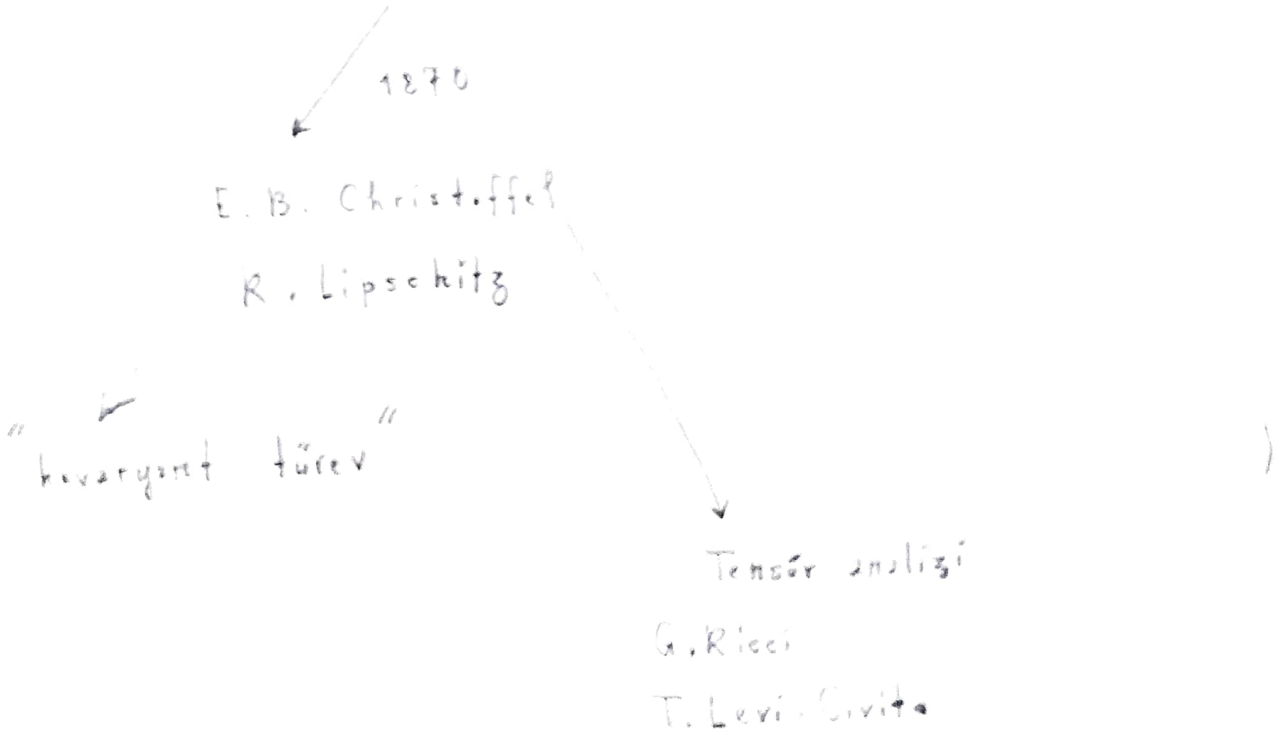 1870
E. B. Christoffel
R. Lipschitz
"kovaryant türev"
)
Tensör analizi
G. Ricci
T. Levi-Civita